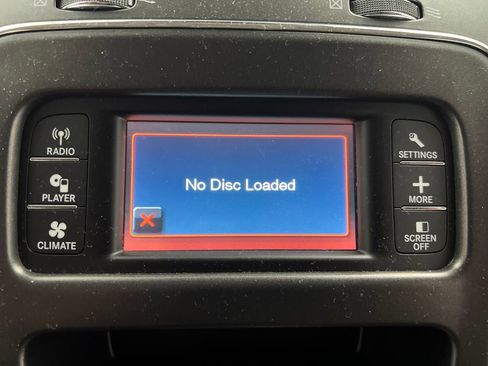 RADIO
PLAYER
CLIMATE
No Disc Loaded
SETTINGS
MORE
SCREEN
OFF